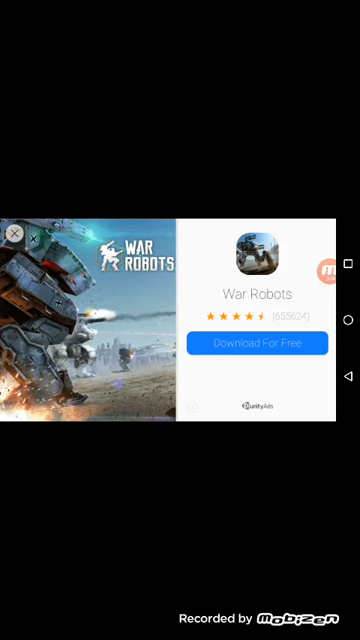 WAR
ROBOTS
War Robots
(655624)
Download For Free
unityAds
Recorded by Mobizen